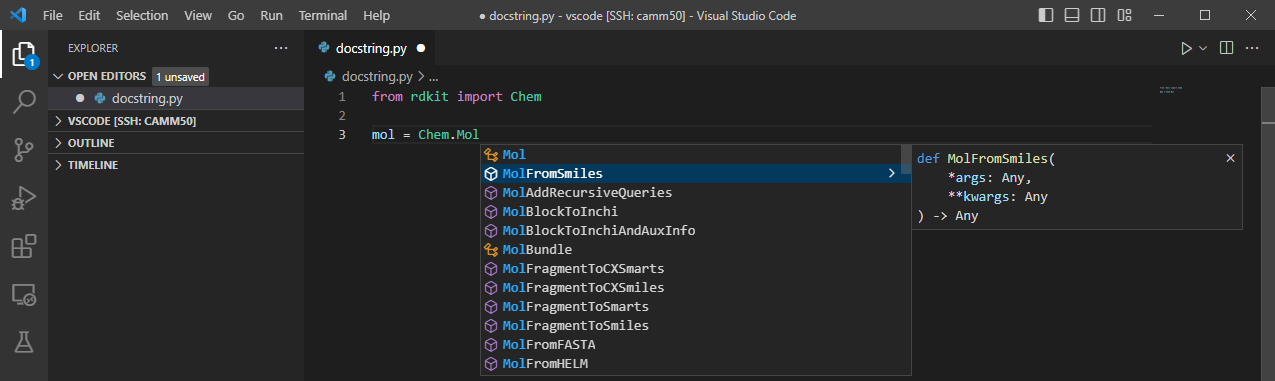 File Edit Selection View Go Run Terminal Help
● docstring.py - vscode [SSH: camm50] - Visual Studio Code
EXPLORER ...
OPEN EDITORS 1 unsaved
● docstring.py
VSCODE [SSH: CAMM50]
OUTLINE
TIMELINE
1
docstring.py ●
docstring.py > ...
1 from rdkit import Chem
2
3 mol = Chem.Mol
Mol
MolFromSmiles
MolAddRecursiveQueries
MolBlockToInchi
MolBlockToInchiAndAuxInfo
MolBundle
MolFragmentToCXSmarts
MolFragmentToCXSmiles
MolFragmentToSmarts
MolFragmentToSmiles
MolFromFASTA
MolFromHELM
def MolFromSmiles(
*args: Any,
**kwargs: Any
) -> Any